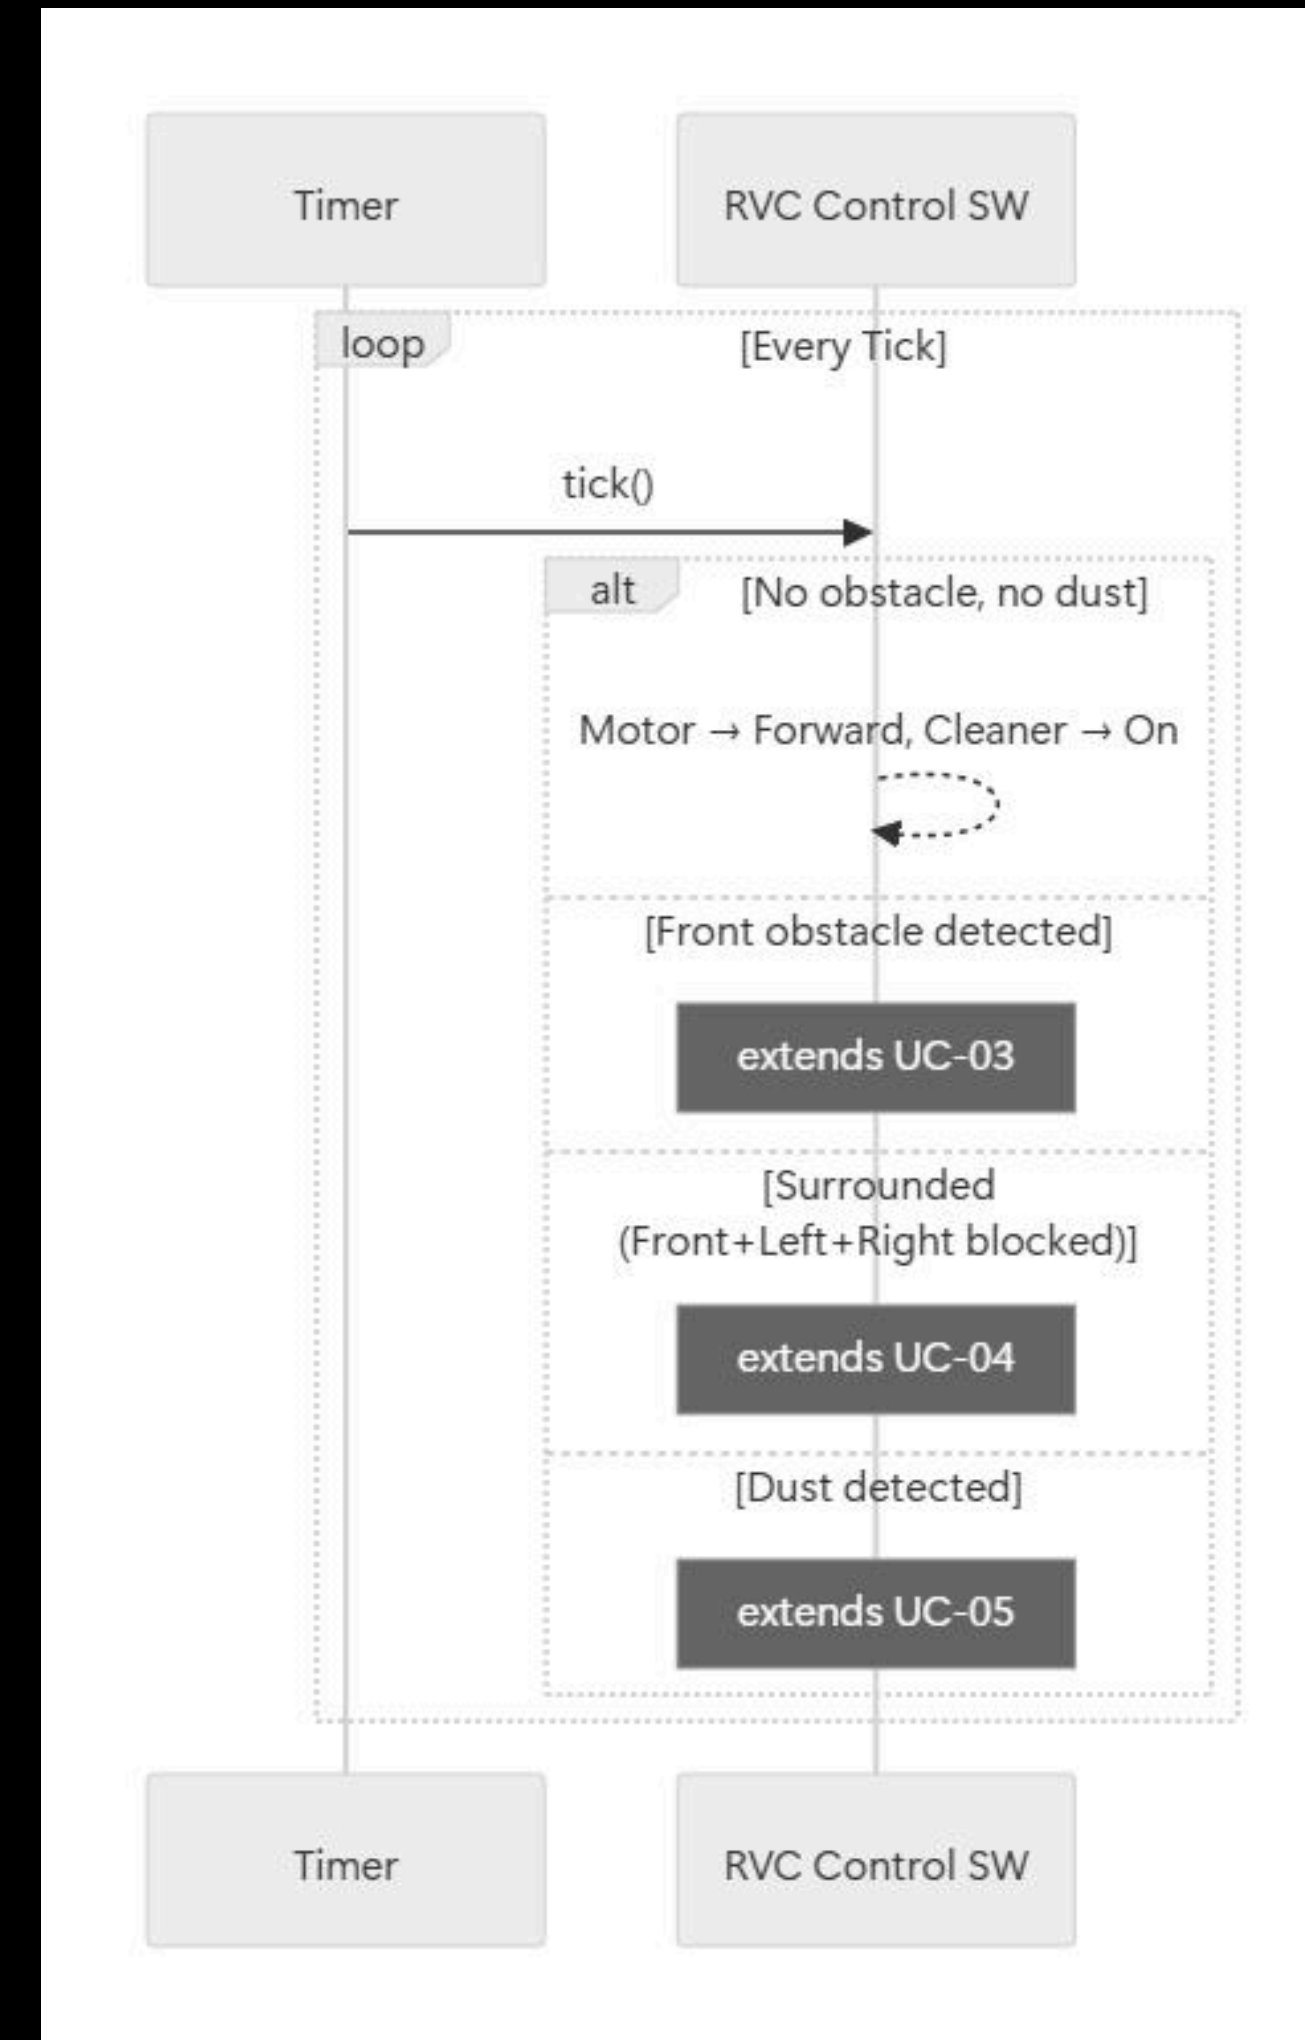 Timer
RVC Control SW
loop
[Every Tick]
tick()
alt
[No obstacle, no dust]
Motor → Forward, Cleaner → On
[Front obstacle detected]
extends UC-03
[Surrounded
(Front+Left+Right blocked)]
extends UC-04
[Dust detected]
extends UC-05
Timer
RVC Control SW